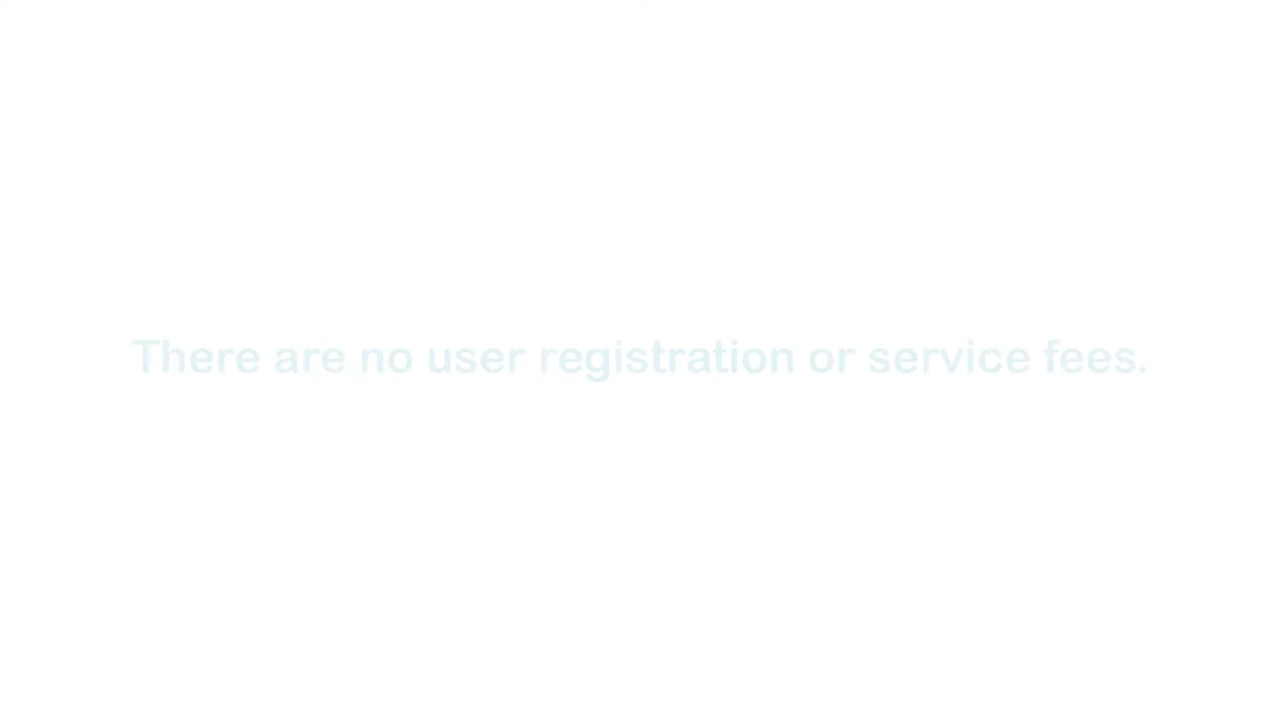 There are no user registration or service fees.